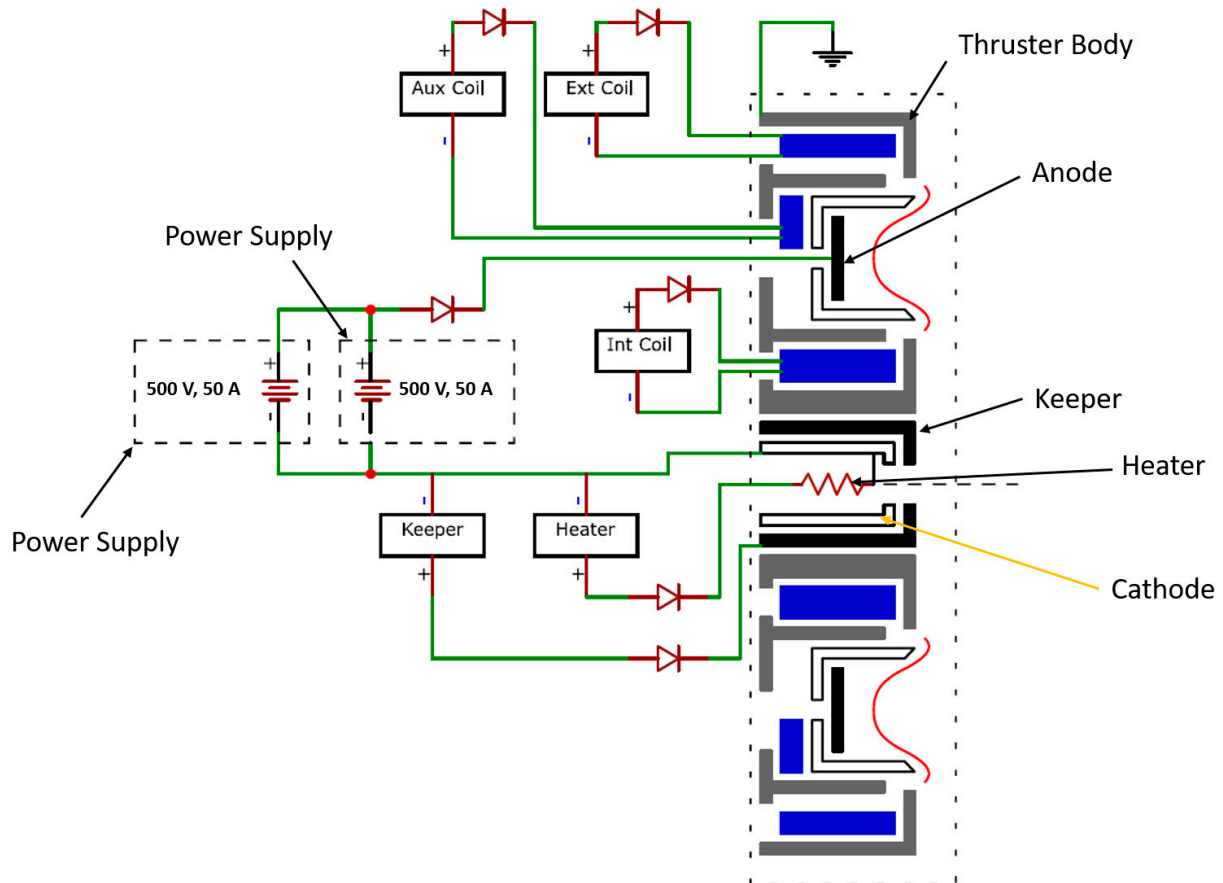 Thruster Body
+
+
Aux Coil
Ext Coil
-
-
Anode
Power Supply
+
Int Coil
-
+
+
500 V, 50 A
500 V, 50 A
-
-
Keeper
Heater
-
-
Keeper
Heater
+
+
Power Supply
Cathode